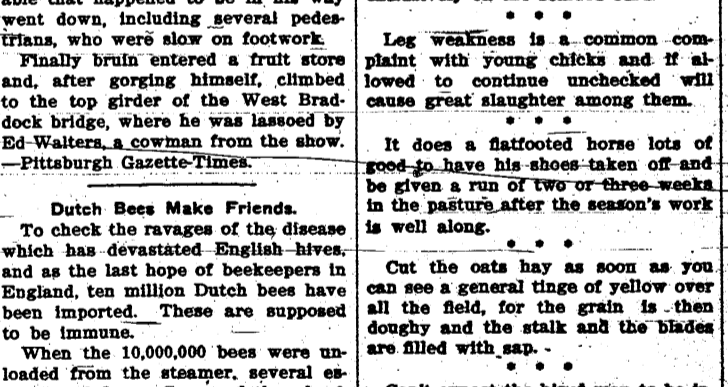 able that happened to be in his way
went down, including several pedes-
trians, who were slow on footwork.
Finally bruin entered a fruit store
and, after gorging himself, climbed
to the top girder of the West Brad-
dock bridge, where he was lassoed by
Ed Walters, a cowman from the show.
—Pittsburgh Gazette-Times.
Dutch Bees Make Friends.
To check the ravages of the disease
which has devastated English hives,
and as the last hope of beekeepers in
England, ten million Dutch bees have
been imported. These are supposed
to be immune.
When the 10,000,000 bees were un-
loaded from the steamer, several es-
* * *
Leg weakness is a common com-
plaint with young chicks and if al-
lowed to continue unchecked will
cause great slaughter among them.
* * *
It does a flatfooted horse lots of
good to have his shoes taken off and
be given a run of two or three weeks
in the pasture after the season's work
is well along.
* * *
Cut the oats hay as soon as you
can see a general tinge of yellow over
all the field, for the grain is then
doughy and the stalk and the blades
are filled with sap.
* * *